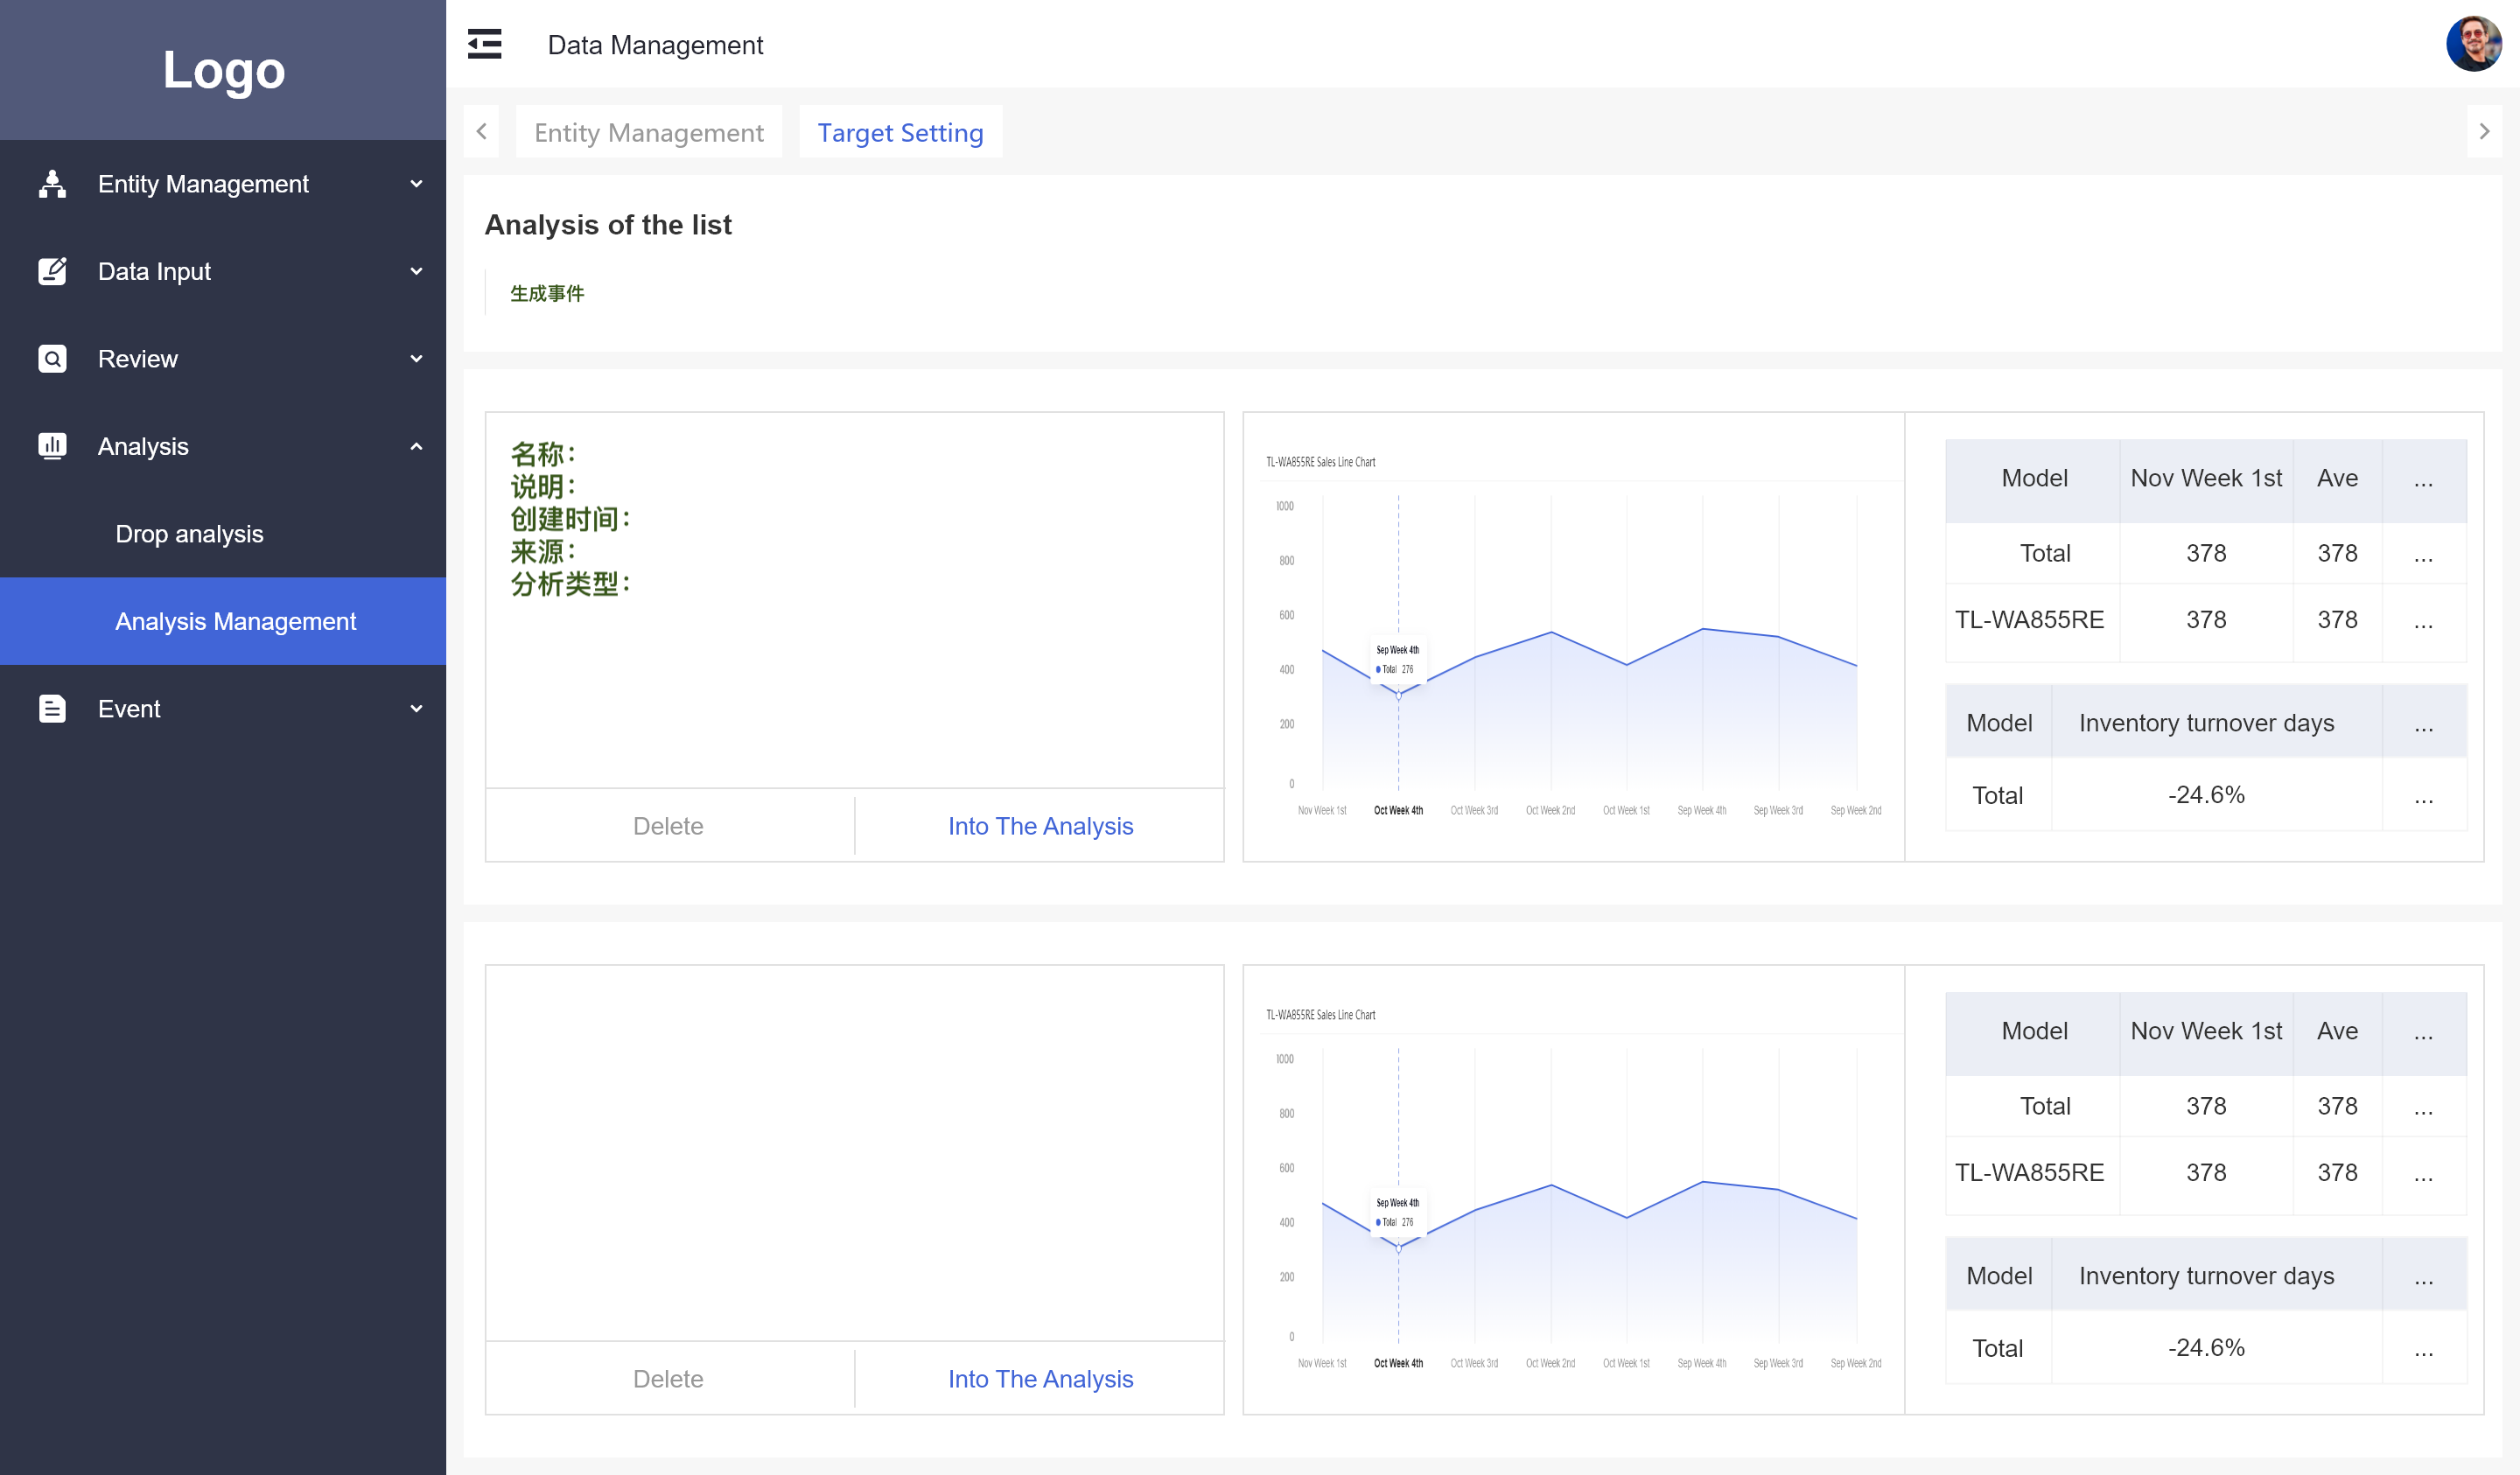 Logo
Data Management
Entity Management
Data Input
Review
Analysis
Drop analysis
Analysis Management
Event
Entity Management
Target Setting
Analysis of the list
生成事件
名称：
说明：
创建时间：
来源：
分析类型：
Delete
Into The Analysis
TL-WA855RE Sales Line Chart
1000
800
600
400
200
0
Sep Week 4th
Total 276
Nov Week 1st
Oct Week 4th
Oct Week 3rd
Oct Week 2nd
Oct Week 1st
Sep Week 4th
Sep Week 3rd
Sep Week 2nd
Model Nov Week 1st Ave ...
Total 378 378 ...
TL-WA855RE 378 378 ...
Model Inventory turnover days ...
Total -24.6% ...
Delete
Into The Analysis
TL-WA855RE Sales Line Chart
1000
800
600
400
200
0
Sep Week 4th
Total 276
Nov Week 1st
Oct Week 4th
Oct Week 3rd
Oct Week 2nd
Oct Week 1st
Sep Week 4th
Sep Week 3rd
Sep Week 2nd
Model Nov Week 1st Ave ...
Total 378 378 ...
TL-WA855RE 378 378 ...
Model Inventory turnover days ...
Total -24.6% ...